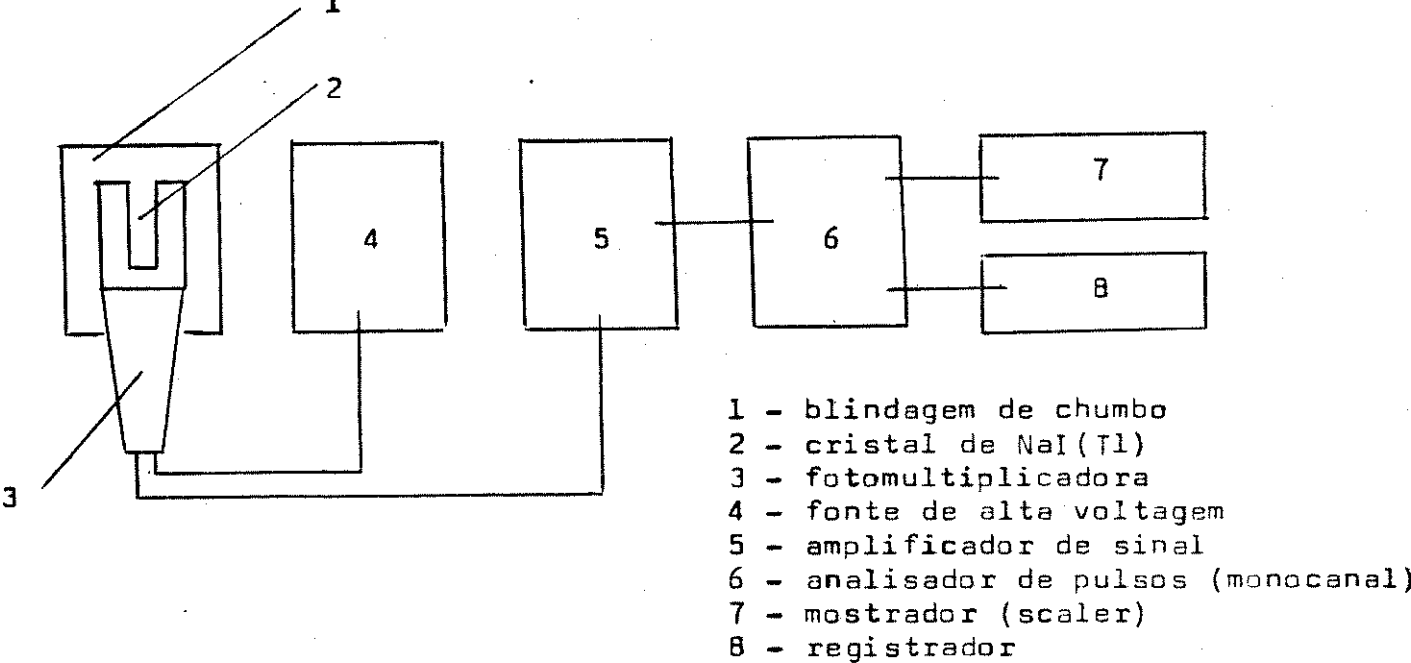 1
2
3
4
5
6
7
8
1 - blindagem de chumbo
2 - cristal de NaI(Tl)
3 - fotomultiplicadora
4 - fonte de alta voltagem
5 - amplificador de sinal
6 - analisador de pulsos (monocanal)
7 - mostrador (scaler)
8 - registrador